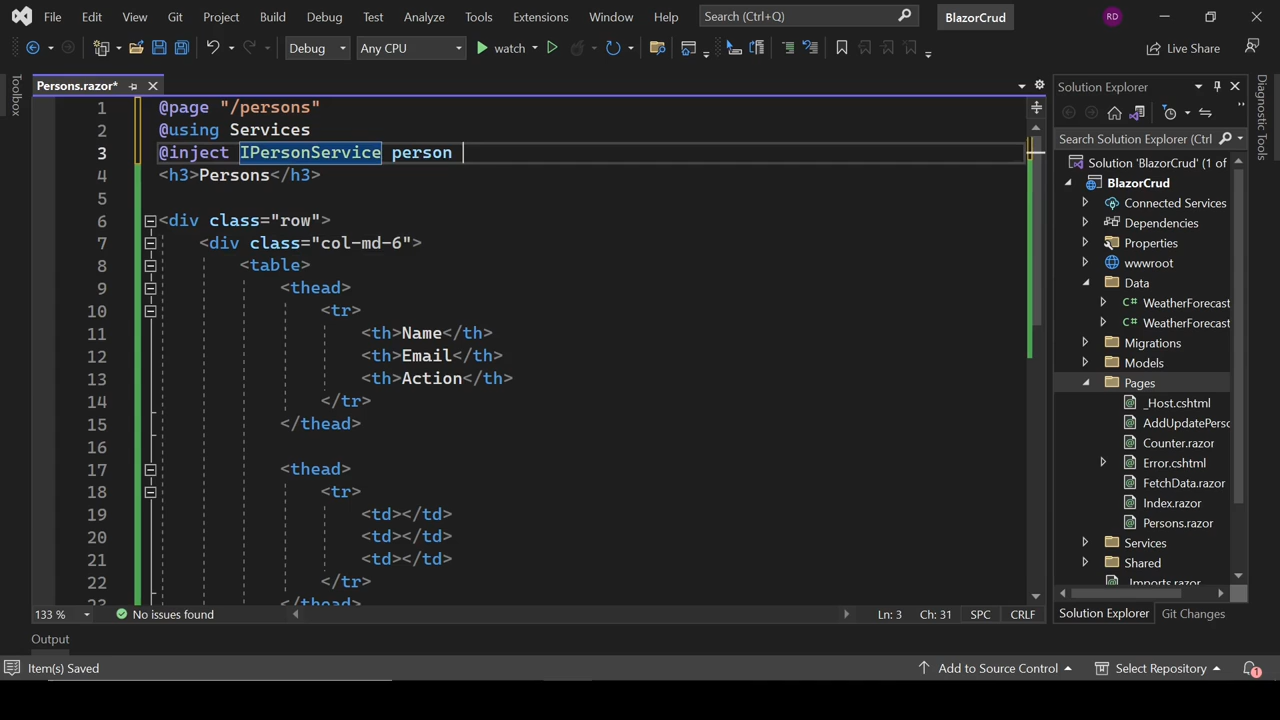 File Edit View Git Project Build Debug Test Analyze Tools Extensions Window Help Search (Ctrl+Q) BlazorCrud RD
Debug Any CPU watch Live Share
Toolbox
Persons.razor*
1 @page "/persons"
2 @using Services
3 @inject IPersonService person
4 <h3>Persons</h3>
5
6 <div class="row">
7 <div class="col-md-6">
8 <table>
9 <thead>
10 <tr>
11 <th>Name</th>
12 <th>Email</th>
13 <th>Action</th>
14 </tr>
15 </thead>
16
17 <thead>
18 <tr>
19 <td></td>
20 <td></td>
21 <td></td>
22 </tr>
23 </thead>
133 % No issues found Ln: 3 Ch: 31 SPC CRLF
Solution Explorer
Search Solution Explorer (
Solution 'BlazorCrud' (1 of
BlazorCrud
Connected Services
Dependencies
Properties
wwwroot
Data
C# WeatherForecast
C# WeatherForecast
Migrations
Models
Pages
_Host.cshtml
AddUpdatePerso
Counter.razor
Error.cshtml
FetchData.razor
Index.razor
Persons.razor
Services
Shared
_Imports.razor
Solution Explorer Git Changes
Diagnostic Tools
Output
Item(s) Saved Add to Source Control Select Repository 1